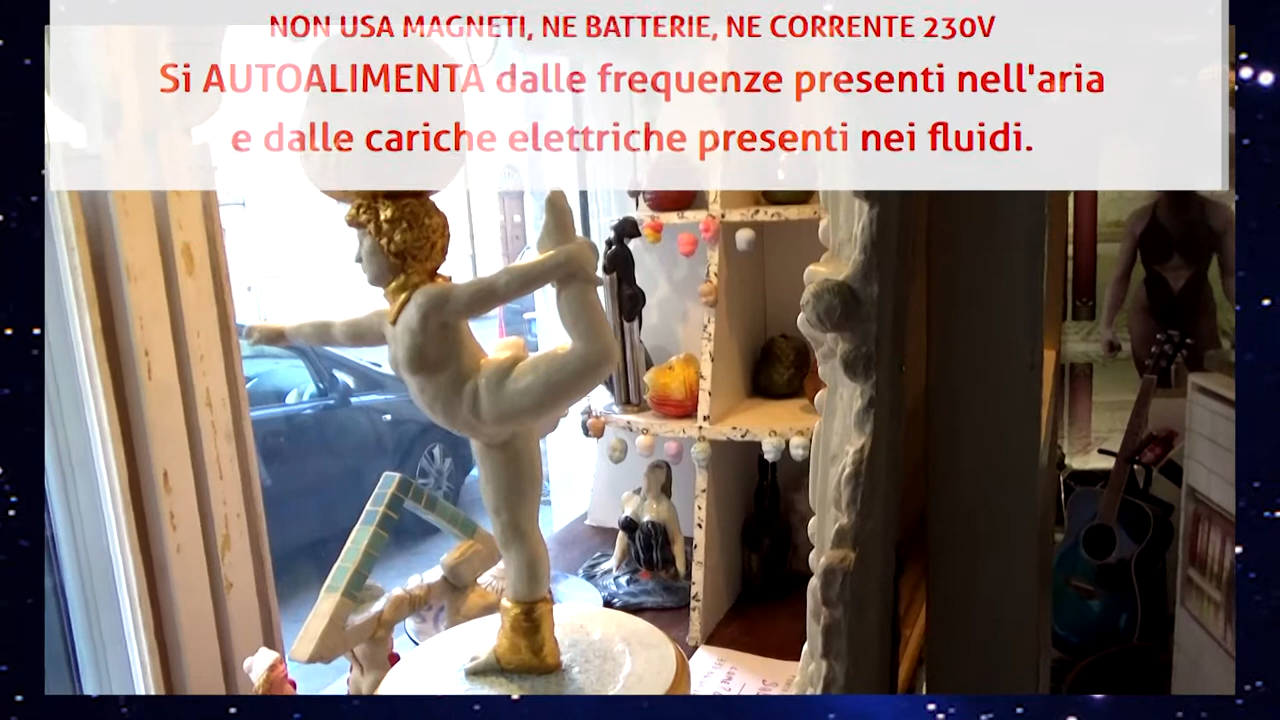 NON USA MAGNETI, NE BATTERIE, NE CORRENTE 230V
Si AUTOALIMENTA dalle frequenze presenti nell'aria
e dalle cariche elettriche presenti nei fluidi.